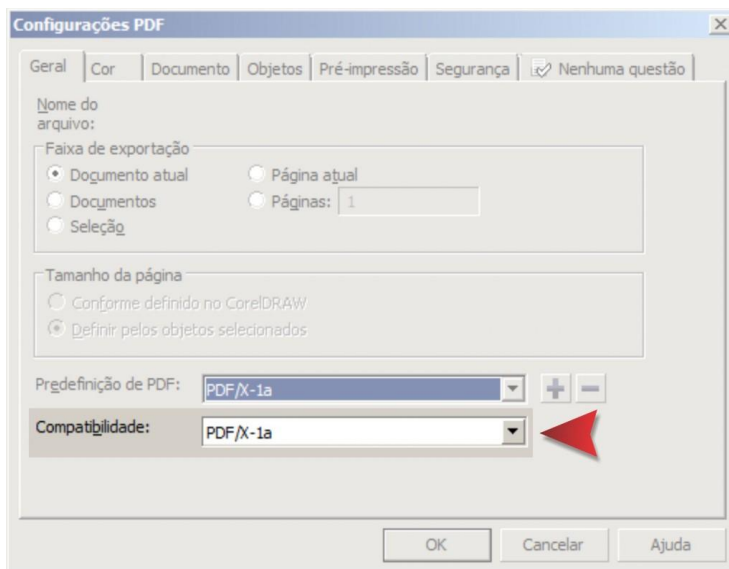 Configurações PDF
Geral Cor Documento Objetos Pré-impressão Segurança Nenhuma questão
Nome do
arquivo:
Faixa de exportação
Documento atual Página atual
Documentos Páginas: 1
Seleção
Tamanho da página
Conforme definido no CorelDRAW
Definir pelos objetos selecionados
Predefinição de PDF: PDF/X-1a
Compatibilidade: PDF/X-1a
OK Cancelar Ajuda